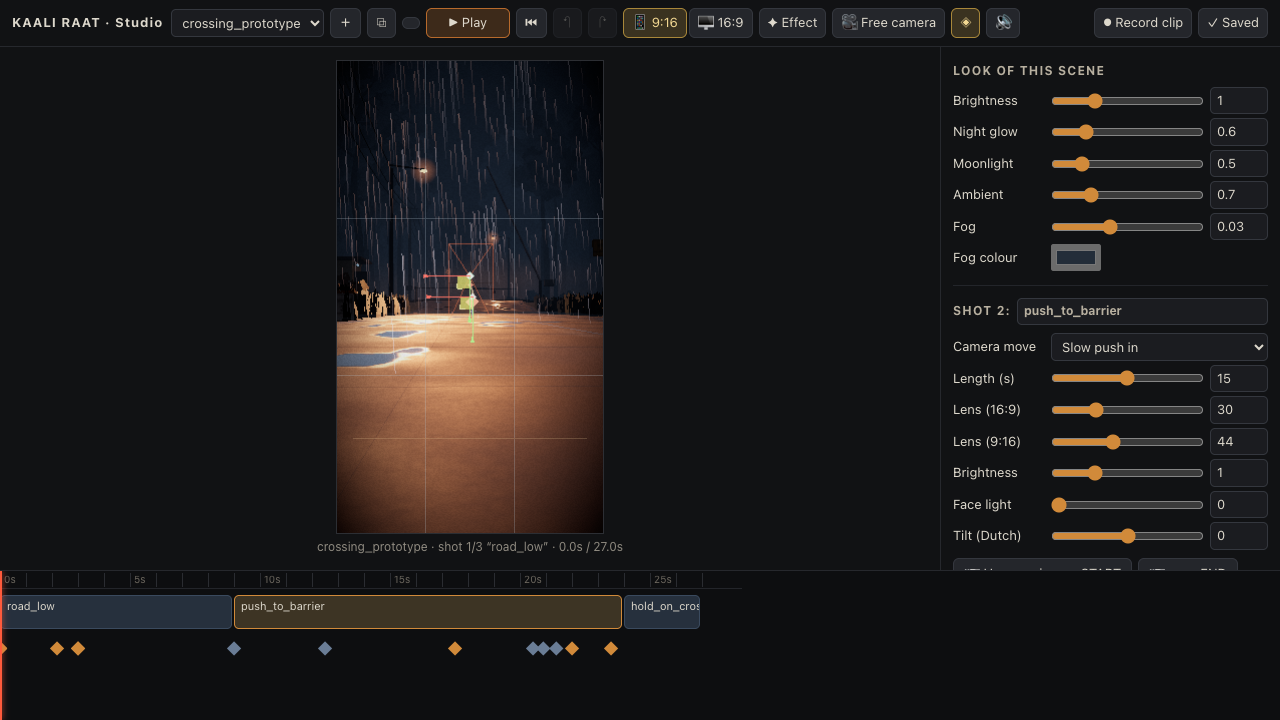 KAALI RAAT · Studio crossing_prototype + Play 9:16 16:9 Effect Free camera Record clip ✓ Saved
LOOK OF THIS SCENE
Brightness 1
Night glow 0.6
Moonlight 0.5
Ambient 0.7
Fog 0.03
Fog colour
SHOT 2: push_to_barrier
Camera move Slow push in
Length (s) 15
Lens (16:9) 30
Lens (9:16) 44
Brightness 1
Face light 0
Tilt (Dutch) 0
crossing_prototype · shot 1/3 “road_low” · 0.0s / 27.0s
0s 5s 10s 15s 20s 25s
road_low push_to_barrier hold_on_cros